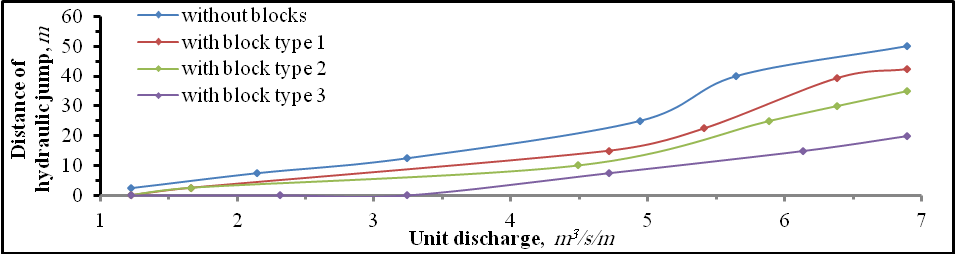 Distance of
hydraulic jump, m
60
50
40
30
20
10
0
without blocks
with block type 1
with block type 2
with block type 3
1 2 3 4 5 6 7
Unit discharge, m³/s/m